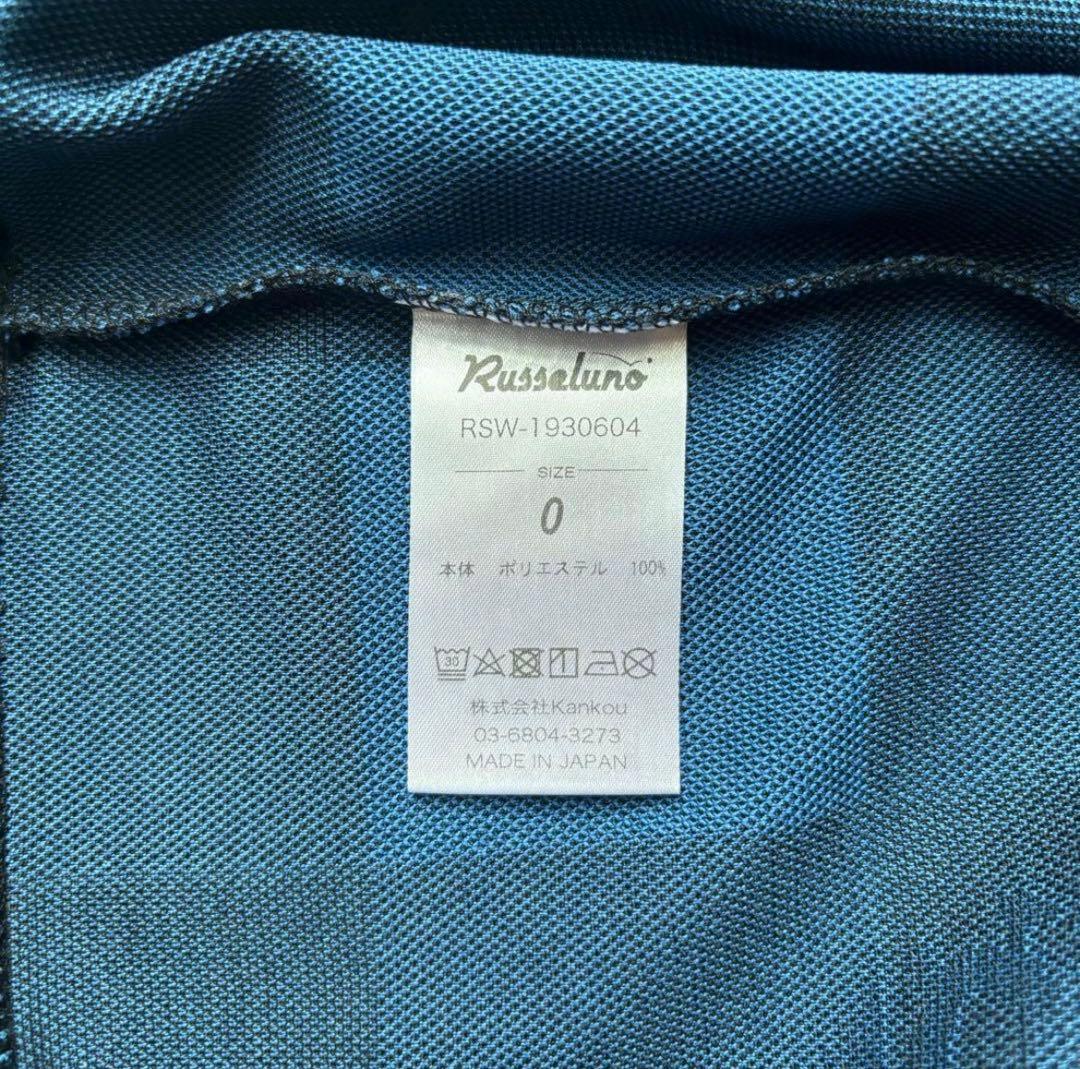 Russeluno
RSW-1930604
SIZE
0
本体 ポリエステル 100%
30
株式会社Kankou
03-6804-3273
MADE IN JAPAN